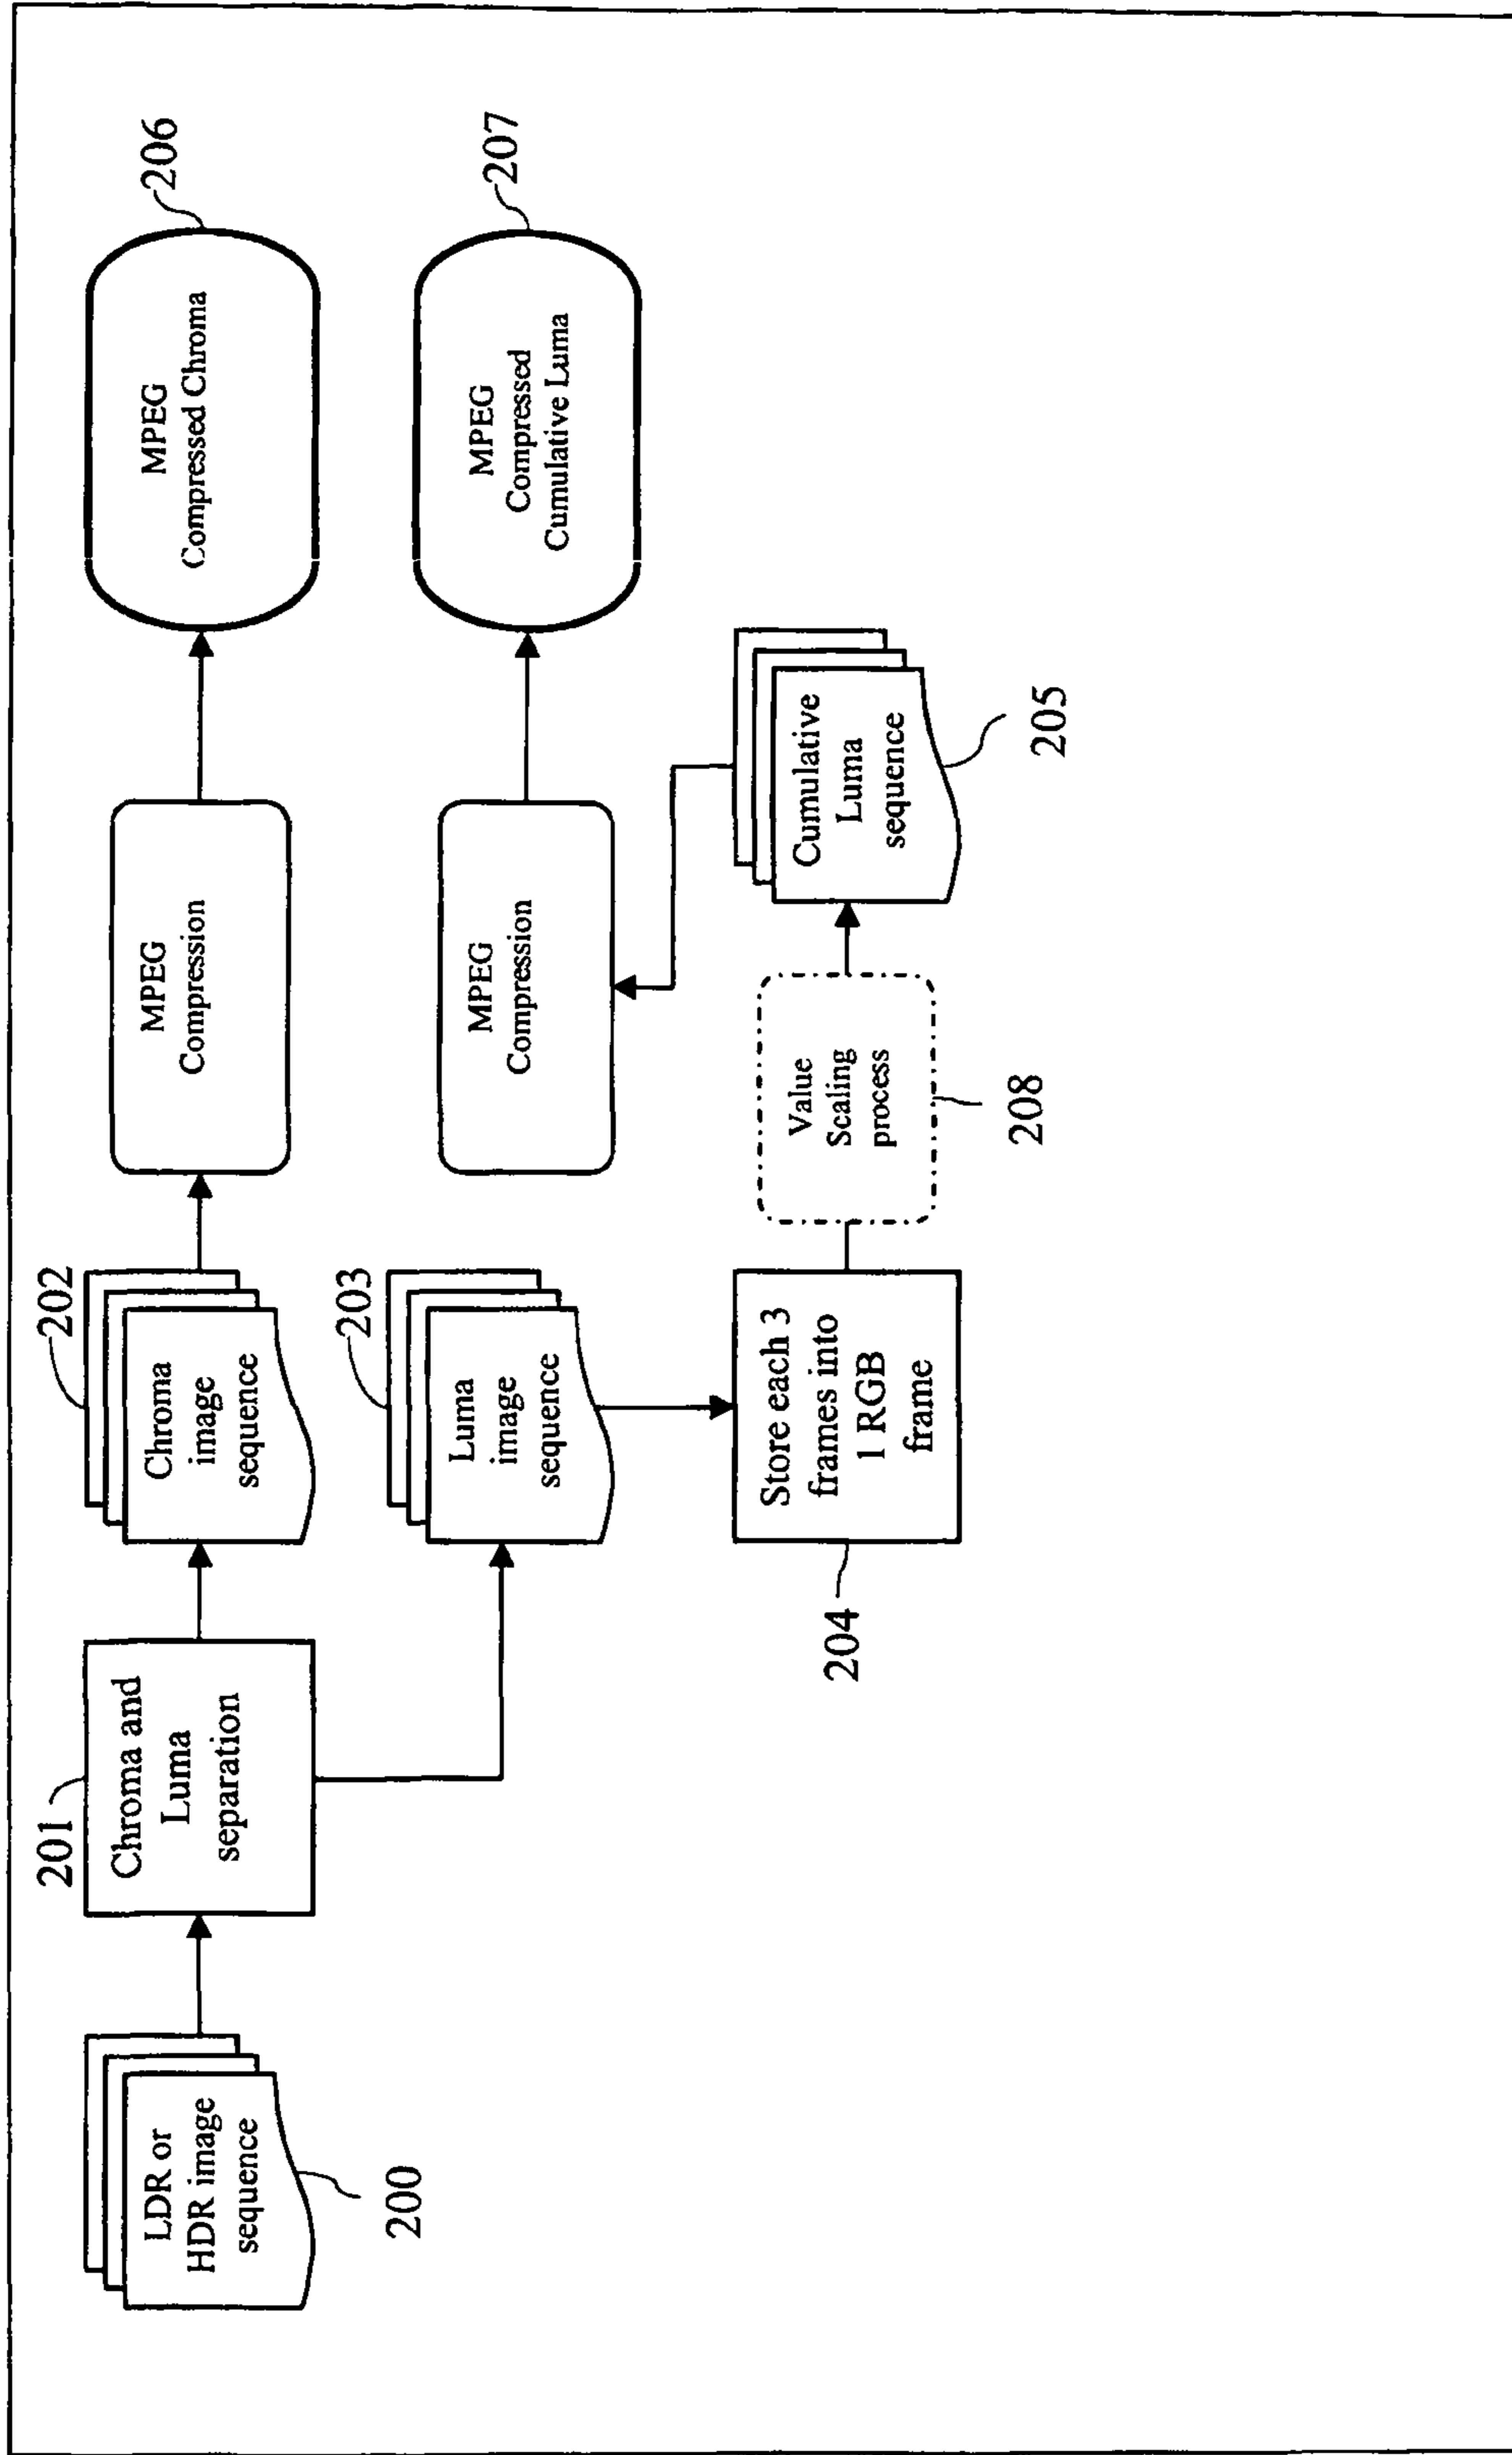 200
LDR or
HDR image
sequence
201
Chroma and
Luma
separation
202
Chroma
image
sequence
MPEG
Compression
206
MPEG
Compressed Chroma
203
Luma
image
sequence
MPEG
Compression
207
MPEG
Compressed
Cumulative Luma
204
Store each 3
frames into
1 RGB
frame
208
Value
Scaling
process
205
Cumulative
Luma
sequence